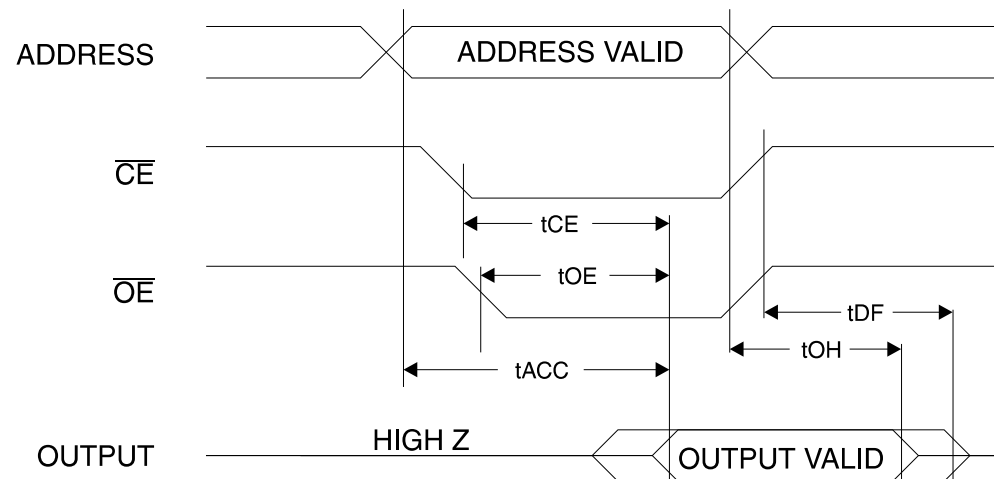 ADDRESS
ADDRESS VALID
CE
tCE
OE
tOE
tDF
tOH
tACC
HIGH Z
OUTPUT
OUTPUT VALID